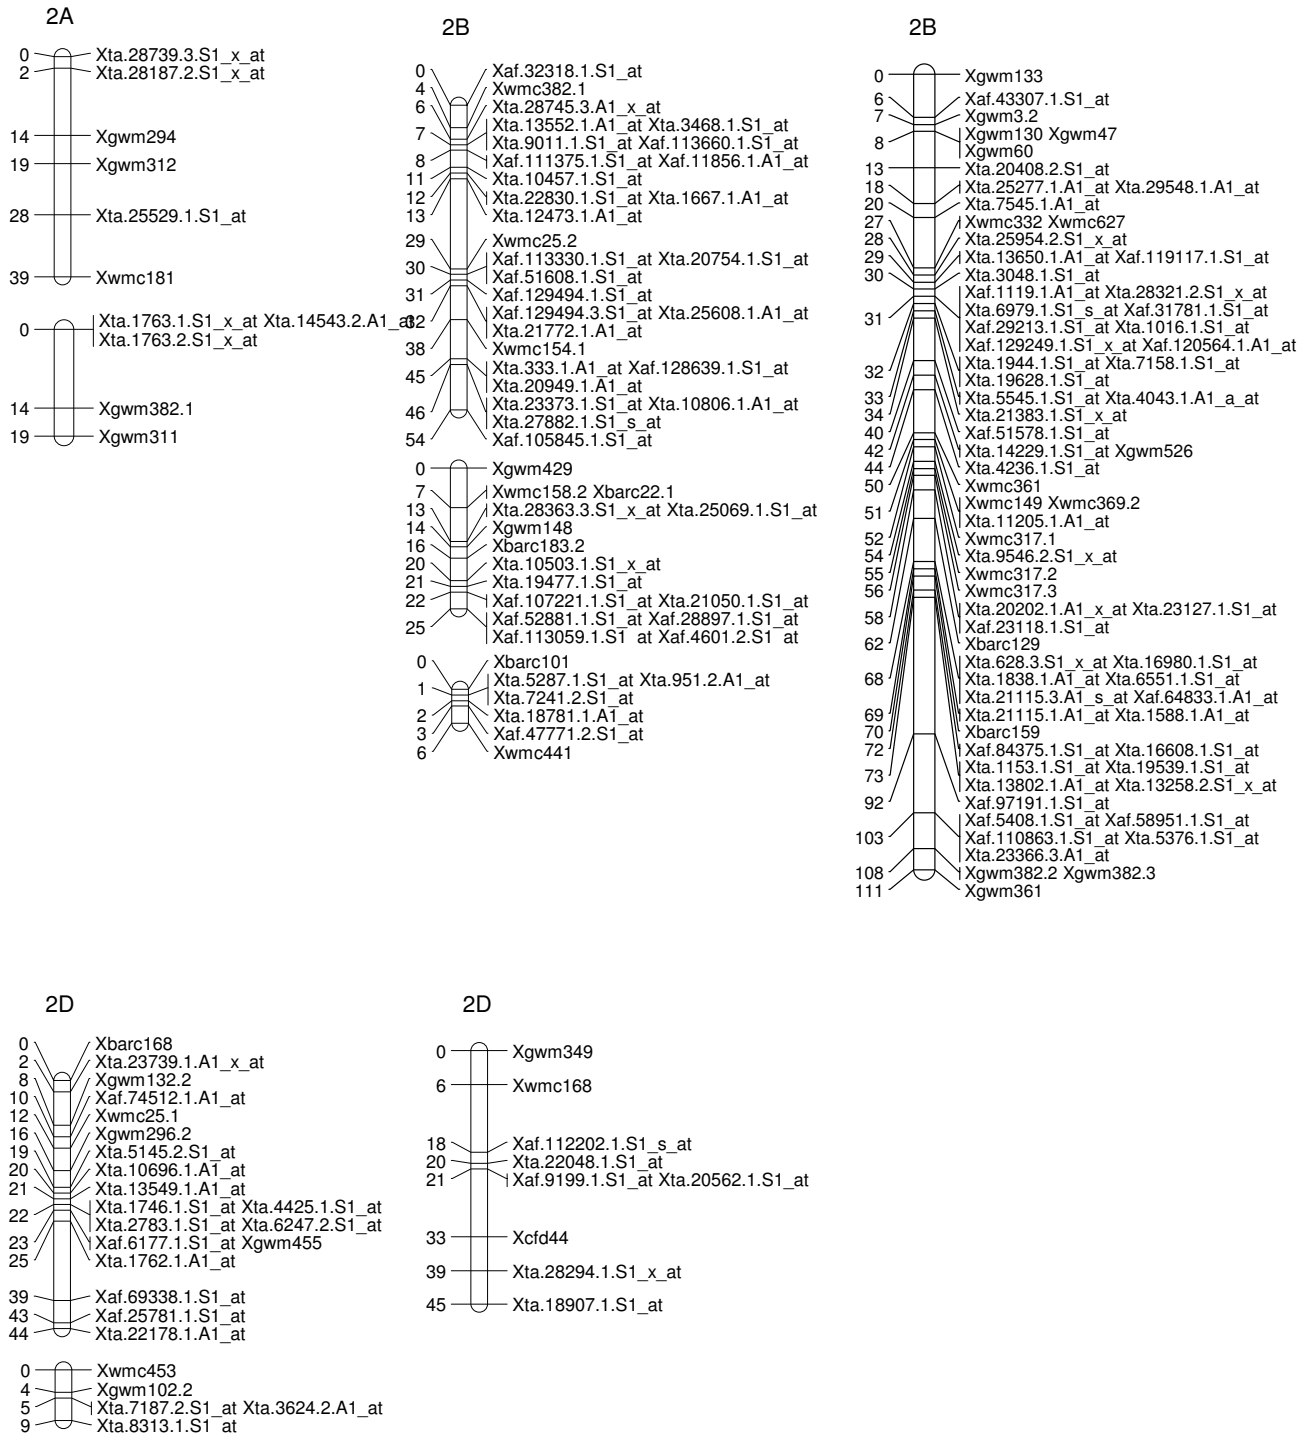 2A
0 Xta.28739.3.S1_x_at
2 Xta.28187.2.S1_x_at
14 Xgwm294
19 Xgwm312
28 Xta.25529.1.S1_at
39 Xwmc181
0 Xta.1763.1.S1_x_at Xta.14543.2.A1_at
Xta.1763.2.S1_x_at
14 Xgwm382.1
19 Xgwm311
2B
0 Xaf.32318.1.S1_at
4 Xwmc382.1
6 Xta.28745.3.A1_x_at
7 Xta.13552.1.A1_at Xta.3468.1.S1_at
Xta.9011.1.S1_at Xaf.113660.1.S1_at
8 Xaf.111375.1.S1_at Xaf.11856.1.A1_at
11 Xta.10457.1.S1_at
12 Xta.22830.1.S1_at Xta.1667.1.A1_at
13 Xta.12473.1.A1_at
29 Xwmc25.2
30 Xaf.113330.1.S1_at Xta.20754.1.S1_at
Xaf.51608.1.S1_at
31 Xaf.129494.1.S1_at
32 Xaf.129494.3.S1_at Xta.25608.1.A1_at
Xta.21772.1.A1_at
38 Xwmc154.1
45 Xta.333.1.A1_at Xaf.128639.1.S1_at
Xta.20949.1.A1_at
46 Xta.23373.1.S1_at Xta.10806.1.A1_at
Xta.27882.1.S1_s_at
54 Xaf.105845.1.S1_at
0 Xgwm429
7 Xwmc158.2 Xbarc22.1
13 Xta.28363.3.S1_x_at Xta.25069.1.S1_at
14 Xgwm148
16 Xbarc183.2
20 Xta.10503.1.S1_x_at
21 Xta.19477.1.S1_at
22 Xaf.107221.1.S1_at Xta.21050.1.S1_at
25 Xaf.52881.1.S1_at Xaf.28897.1.S1_at
Xaf.113059.1.S1_at Xaf.4601.2.S1_at
0 Xbarc101
1 Xta.5287.1.S1_at Xta.951.2.A1_at
Xta.7241.2.S1_at
2 Xta.18781.1.A1_at
3 Xaf.47771.2.S1_at
6 Xwmc441
2B
0 Xgwm133
6 Xaf.43307.1.S1_at
7 Xgwm3.2
8 Xgwm130 Xgwm47
Xgwm60
13 Xta.20408.2.S1_at
18 Xta.25277.1.A1_at Xta.29548.1.A1_at
20 Xta.7545.1.A1_at
27 Xwmc332 Xwmc627
28 Xta.25954.2.S1_x_at
29 Xta.13650.1.A1_at Xaf.119117.1.S1_at
30 Xta.3048.1.S1_at
31 Xaf.1119.1.A1_at Xta.28321.2.S1_x_at
Xta.6979.1.S1_s_at Xaf.31781.1.S1_at
Xaf.29213.1.S1_at Xta.1016.1.S1_at
Xaf.129249.1.S1_x_at Xaf.120564.1.A1_at
32 Xta.1944.1.S1_at Xta.7158.1.S1_at
Xta.19628.1.S1_at
33 Xta.5545.1.S1_at Xta.4043.1.A1_a_at
34 Xta.21383.1.S1_x_at
40 Xaf.51578.1.S1_at
42 Xta.14229.1.S1_at Xgwm526
44 Xta.4236.1.S1_at
50 Xwmc361
51 Xwmc149 Xwmc369.2
Xta.11205.1.A1_at
52 Xwmc317.1
54 Xta.9546.2.S1_x_at
55 Xwmc317.2
56 Xwmc317.3
58 Xta.20202.1.A1_x_at Xta.23127.1.S1_at
Xaf.23118.1.S1_at
62 Xbarc129
68 Xta.628.3.S1_x_at Xta.16980.1.S1_at
Xta.1838.1.A1_at Xta.6551.1.S1_at
Xta.21115.3.A1_s_at Xaf.64833.1.A1_at
69 Xta.21115.1.A1_at Xta.1588.1.A1_at
70 Xbarc159
72 Xaf.84375.1.S1_at Xta.16608.1.S1_at
73 Xta.1153.1.S1_at Xta.19539.1.S1_at
Xta.13802.1.A1_at Xta.13258.2.S1_x_at
92 Xaf.97191.1.S1_at
103 Xaf.5408.1.S1_at Xaf.58951.1.S1_at
Xaf.110863.1.S1_at Xta.5376.1.S1_at
Xta.23366.3.A1_at
108 Xgwm382.2 Xgwm382.3
111 Xgwm361
2D
0 Xbarc168
2 Xta.23739.1.A1_x_at
8 Xgwm132.2
10 Xaf.74512.1.A1_at
12 Xwmc25.1
16 Xgwm296.2
19 Xta.5145.2.S1_at
20 Xta.10696.1.A1_at
21 Xta.13549.1.A1_at
22 Xta.1746.1.S1_at Xta.4425.1.S1_at
Xta.2783.1.S1_at Xta.6247.2.S1_at
23 Xaf.6177.1.S1_at Xgwm455
25 Xta.1762.1.A1_at
39 Xaf.69338.1.S1_at
43 Xaf.25781.1.S1_at
44 Xta.22178.1.A1_at
0 Xwmc453
4 Xgwm102.2
5 Xta.7187.2.S1_at Xta.3624.2.A1_at
9 Xta.8313.1.S1_at
2D
0 Xgwm349
6 Xwmc168
18 Xaf.112202.1.S1_s_at
20 Xta.22048.1.S1_at
21 Xaf.9199.1.S1_at Xta.20562.1.S1_at
33 Xcfd44
39 Xta.28294.1.S1_x_at
45 Xta.18907.1.S1_at